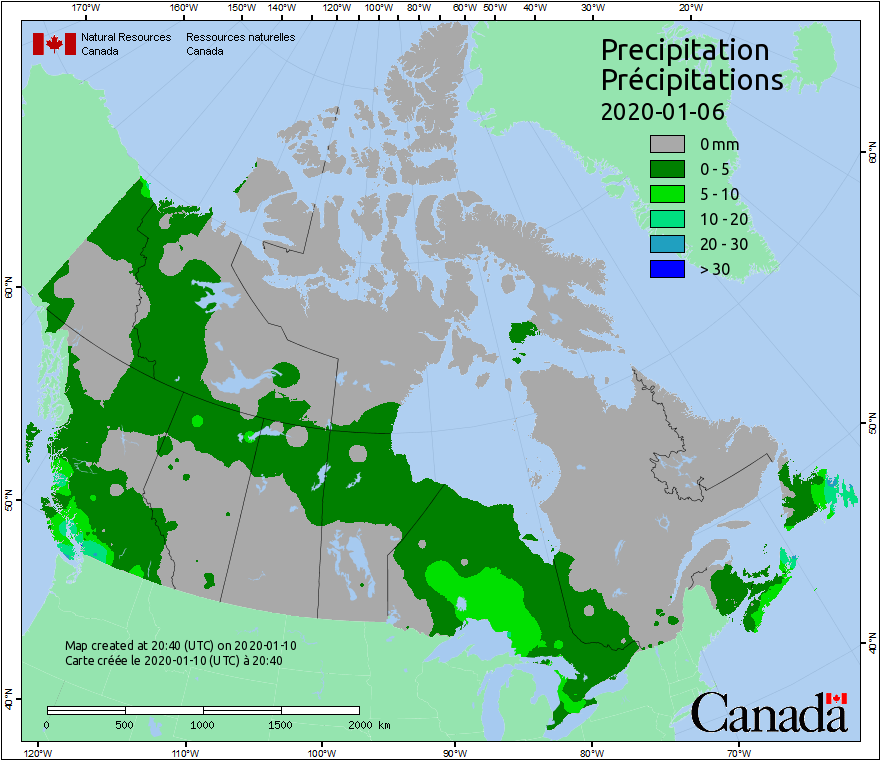 170°W 160°W 150°W 140°W 130°W 120°W 110°W 100°W 90°W 80°W 60°W 50°W 40°W 30°W 20°W
Natural Resources Canada
Ressources naturelles Canada
Precipitation
Précipitations
2020-01-06
0 mm
0 - 5
5 - 10
10 - 20
20 - 30
> 30
60°N
60°N
50°N
50°N
40°N
40°N
Map created at 20:40 (UTC) on 2020-01-10
Carte créée le 2020-01-10 (UTC) à 20:40
0 500 1000 1500 2000 km
Canada
120°W 110°W 100°W 90°W 80°W 70°W